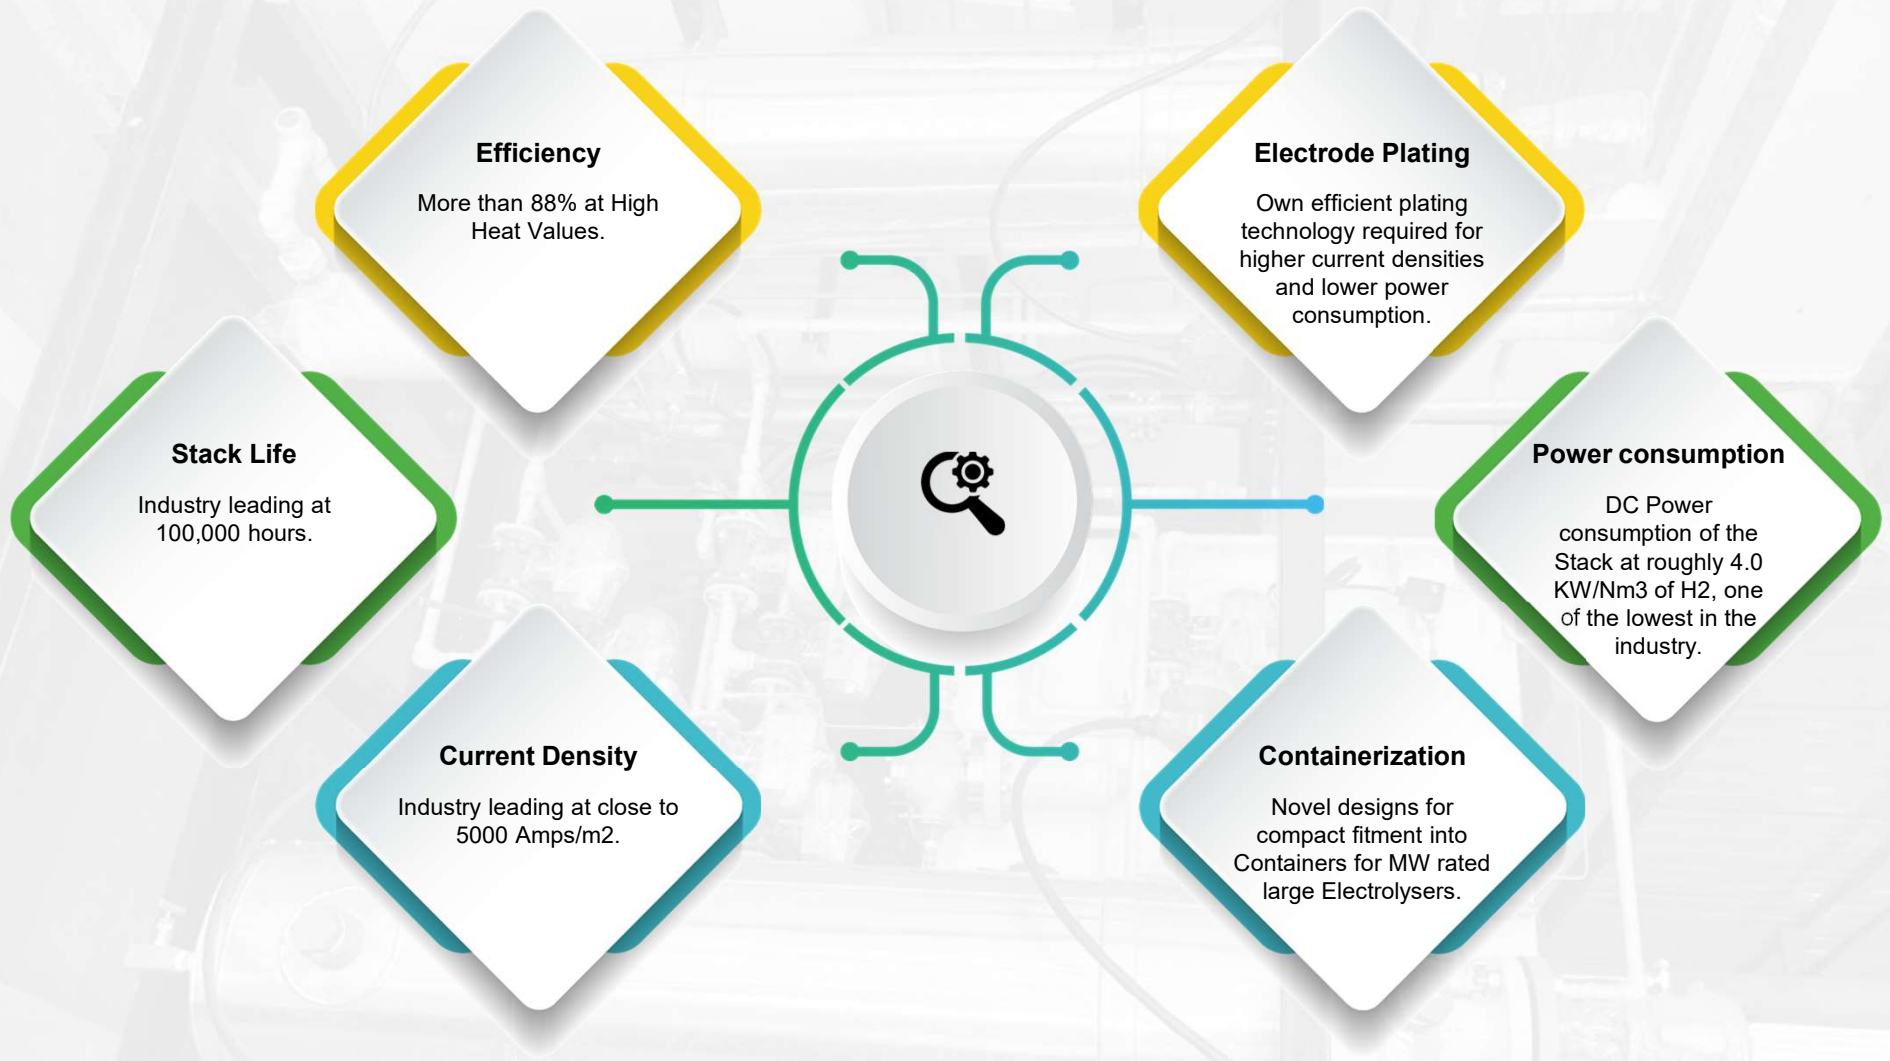 Efficiency
More than 88% at High
Heat Values.
Electrode Plating
Own efficient plating
technology required for
higher current densities
and lower power
consumption.
Stack Life
Industry leading at
100,000 hours.
Power consumption
DC Power
consumption of the
Stack at roughly 4.0
KW/Nm3 of H2, one
of the lowest in the
industry.
Current Density
Industry leading at close to
5000 Amps/m2.
Containerization
Novel designs for
compact fitment into
Containers for MW rated
large Electrolysers.